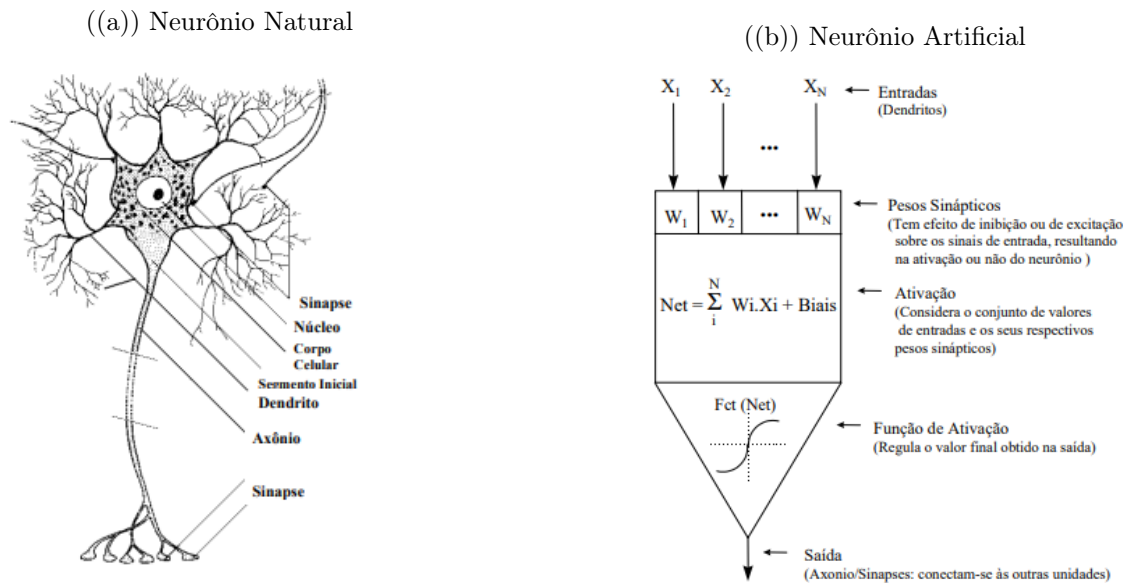 ((a)) Neurônio Natural
Sinapse
Núcleo
Corpo
Celular
Segmento Inicial
Dendrito
Axônio
Sinapse
((b)) Neurônio Artificial
X1 X2 XN
Entradas
(Dendritos)
...
W1 W2 ... WN
Pesos Sinápticos
(Tem efeito de inibição ou de excitação
sobre os sinais de entrada, resultando
na ativação ou não do neurônio )
N
Net = Σ Wi.Xi + Biais
i
Ativação
(Considera o conjunto de valores
de entradas e os seus respectivos
pesos sinápticos)
Fct (Net)
Função de Ativação
(Regula o valor final obtido na saída)
Saída
(Axonio/Sinapses: conectam-se às outras unidades)